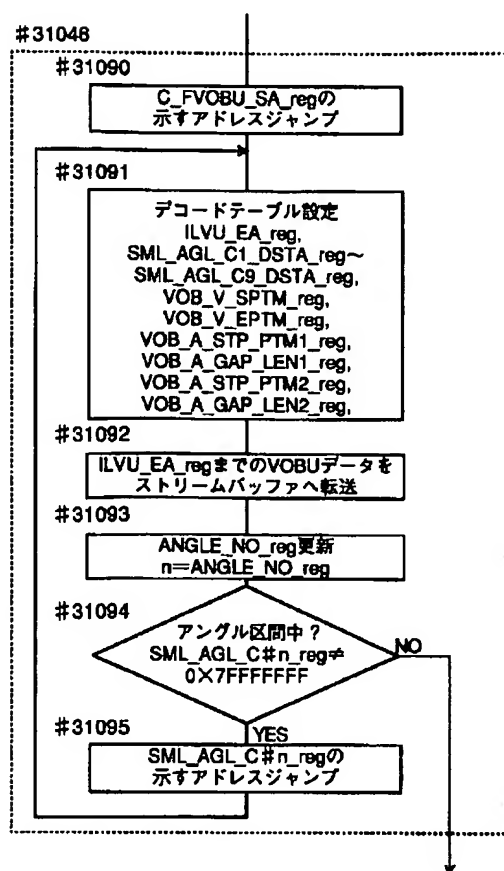 #31048
#31090
C_FVOBU_SA_regの
示すアドレスジャンプ
#31091
デコードテーブル設定
ILVU_EA_reg,
SML_AGL_C1_DSTA_reg~
SML_AGL_C9_DSTA_reg,
VOB_V_SPTM_reg,
VOB_V_EPTM_reg,
VOB_A_STP_PTM1_reg,
VOB_A_GAP_LEN1_reg,
VOB_A_STP_PTM2_reg,
VOB_A_GAP_LEN2_reg,
#31092
ILVU_EA_regまでのVOBUデータを
ストリームバッファへ転送
#31093
ANGLE_NO_reg更新
n=ANGLE_NO_reg
#31094
アングル区間中?
SML_AGL_C#n_reg≠
0×7FFFFFFF
NO
YES
#31095
SML_AGL_C#n_regの
示すアドレスジャンプ